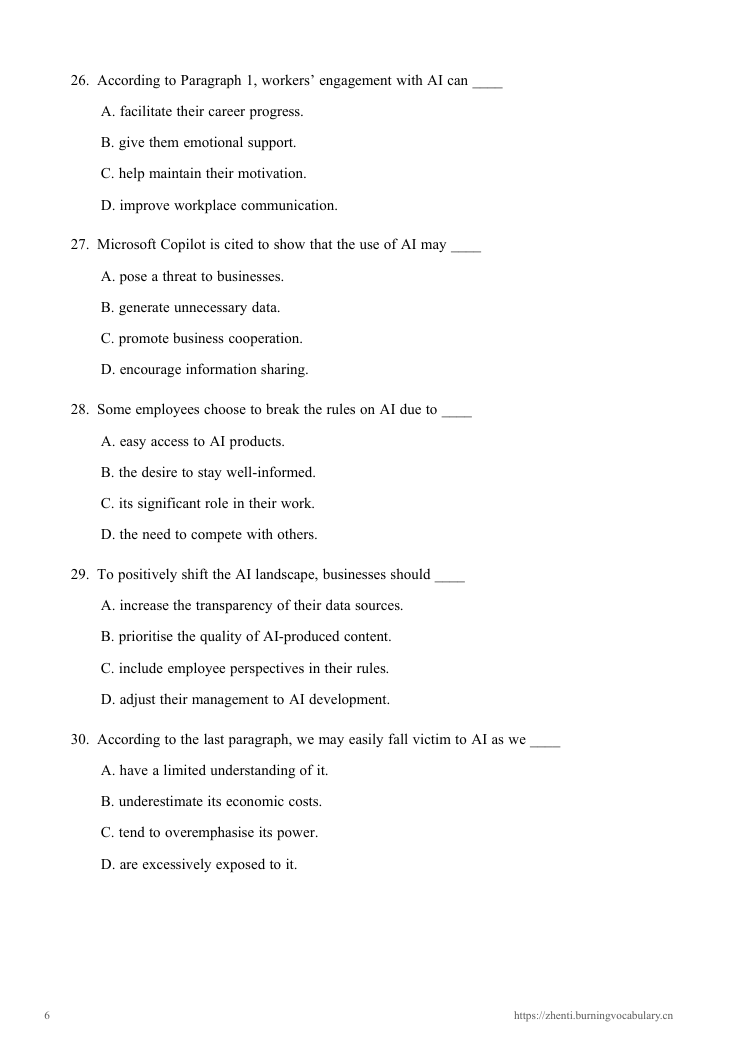 26. According to Paragraph 1, workers’ engagement with AI can ____
A. facilitate their career progress.
B. give them emotional support.
C. help maintain their motivation.
D. improve workplace communication.
27. Microsoft Copilot is cited to show that the use of AI may ____
A. pose a threat to businesses.
B. generate unnecessary data.
C. promote business cooperation.
D. encourage information sharing.
28. Some employees choose to break the rules on AI due to ____
A. easy access to AI products.
B. the desire to stay well-informed.
C. its significant role in their work.
D. the need to compete with others.
29. To positively shift the AI landscape, businesses should ____
A. increase the transparency of their data sources.
B. prioritise the quality of AI-produced content.
C. include employee perspectives in their rules.
D. adjust their management to AI development.
30. According to the last paragraph, we may easily fall victim to AI as we ____
A. have a limited understanding of it.
B. underestimate its economic costs.
C. tend to overemphasise its power.
D. are excessively exposed to it.
6 https://zhenti.burningvocabulary.cn